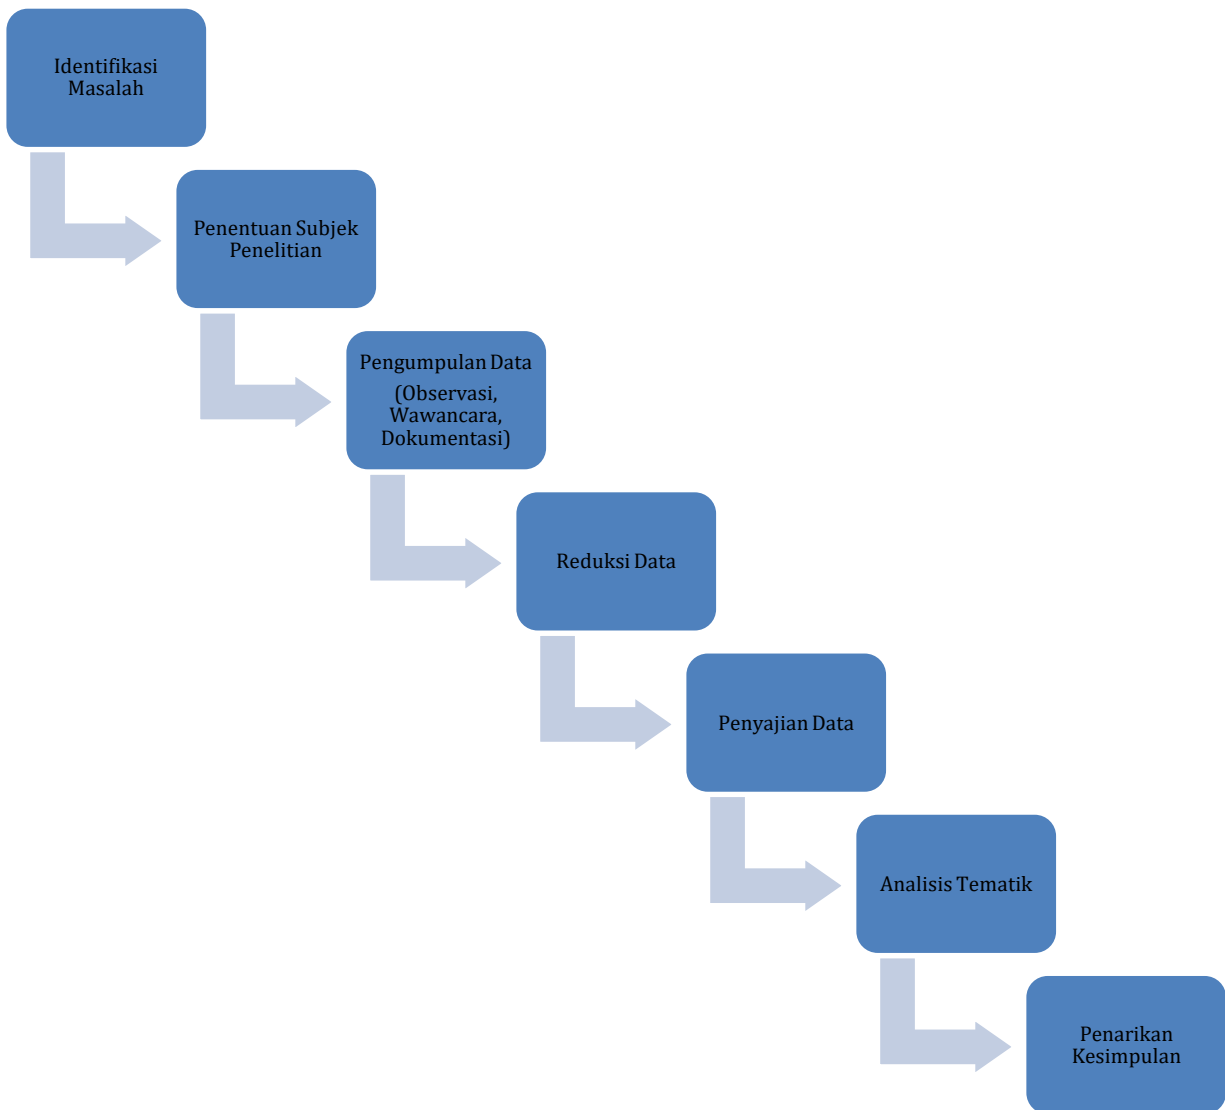 Identifikasi
Masalah
Penentuan Subjek
Penelitian
Pengumpulan Data
(Observasi,
Wawancara,
Dokumentasi)
Reduksi Data
Penyajian Data
Analisis Tematik
Penarikan
Kesimpulan